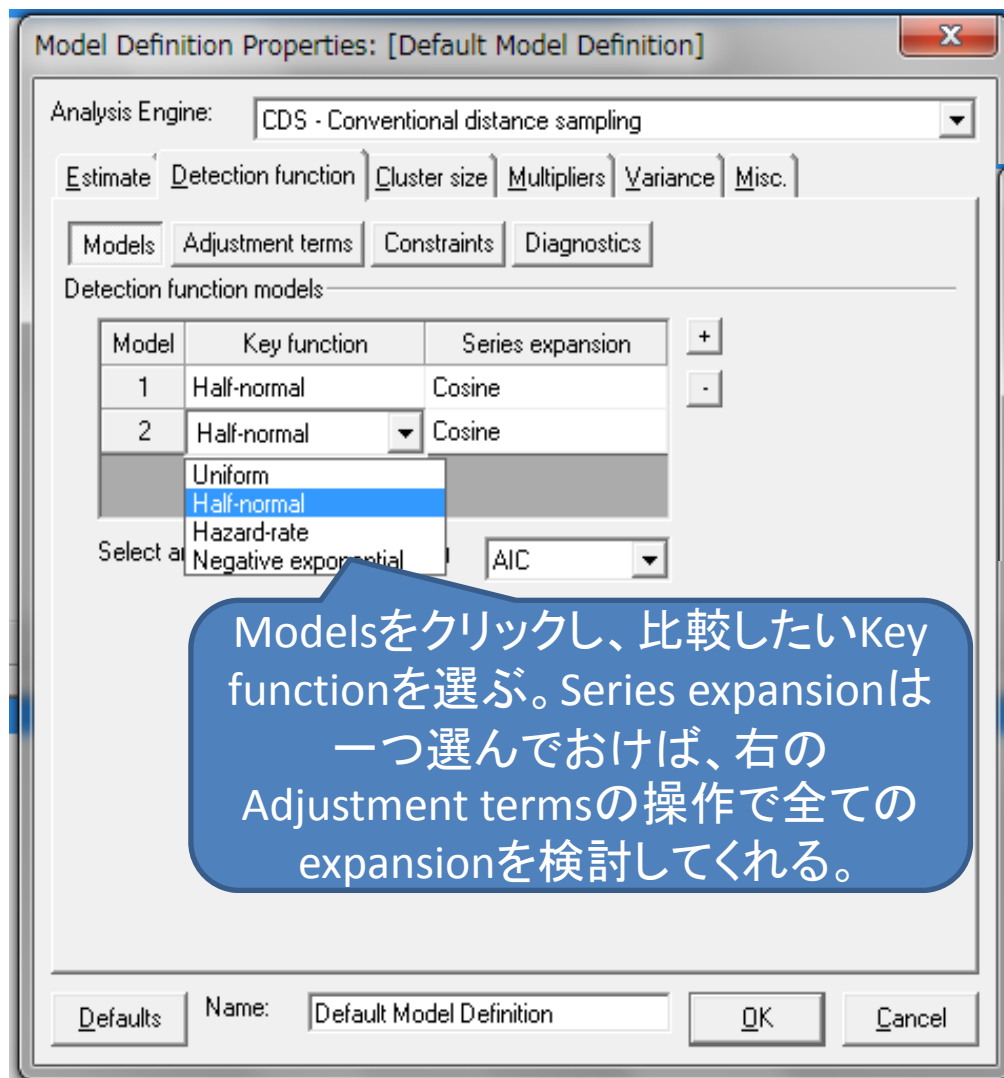 Model Definition Properties: [Default Model Definition]
Analysis Engine: CDS - Conventional distance sampling
Estimate Detection function Cluster size Multipliers Variance Misc.
Models Adjustment terms Constraints Diagnostics
Detection function models
Model Key function Series expansion +
1 Half-normal Cosine -
2 Half-normal Cosine
Uniform
Half-normal
Hazard-rate
Select AIC
Negative exponential
Modelsをクリックし、比較したいKey
functionを選ぶ。Series expansionは
一つ選んでおけば、右の
Adjustment termsの操作で全ての
expansionを検討してくれる。
Defaults Name: Default Model Definition OK Cancel